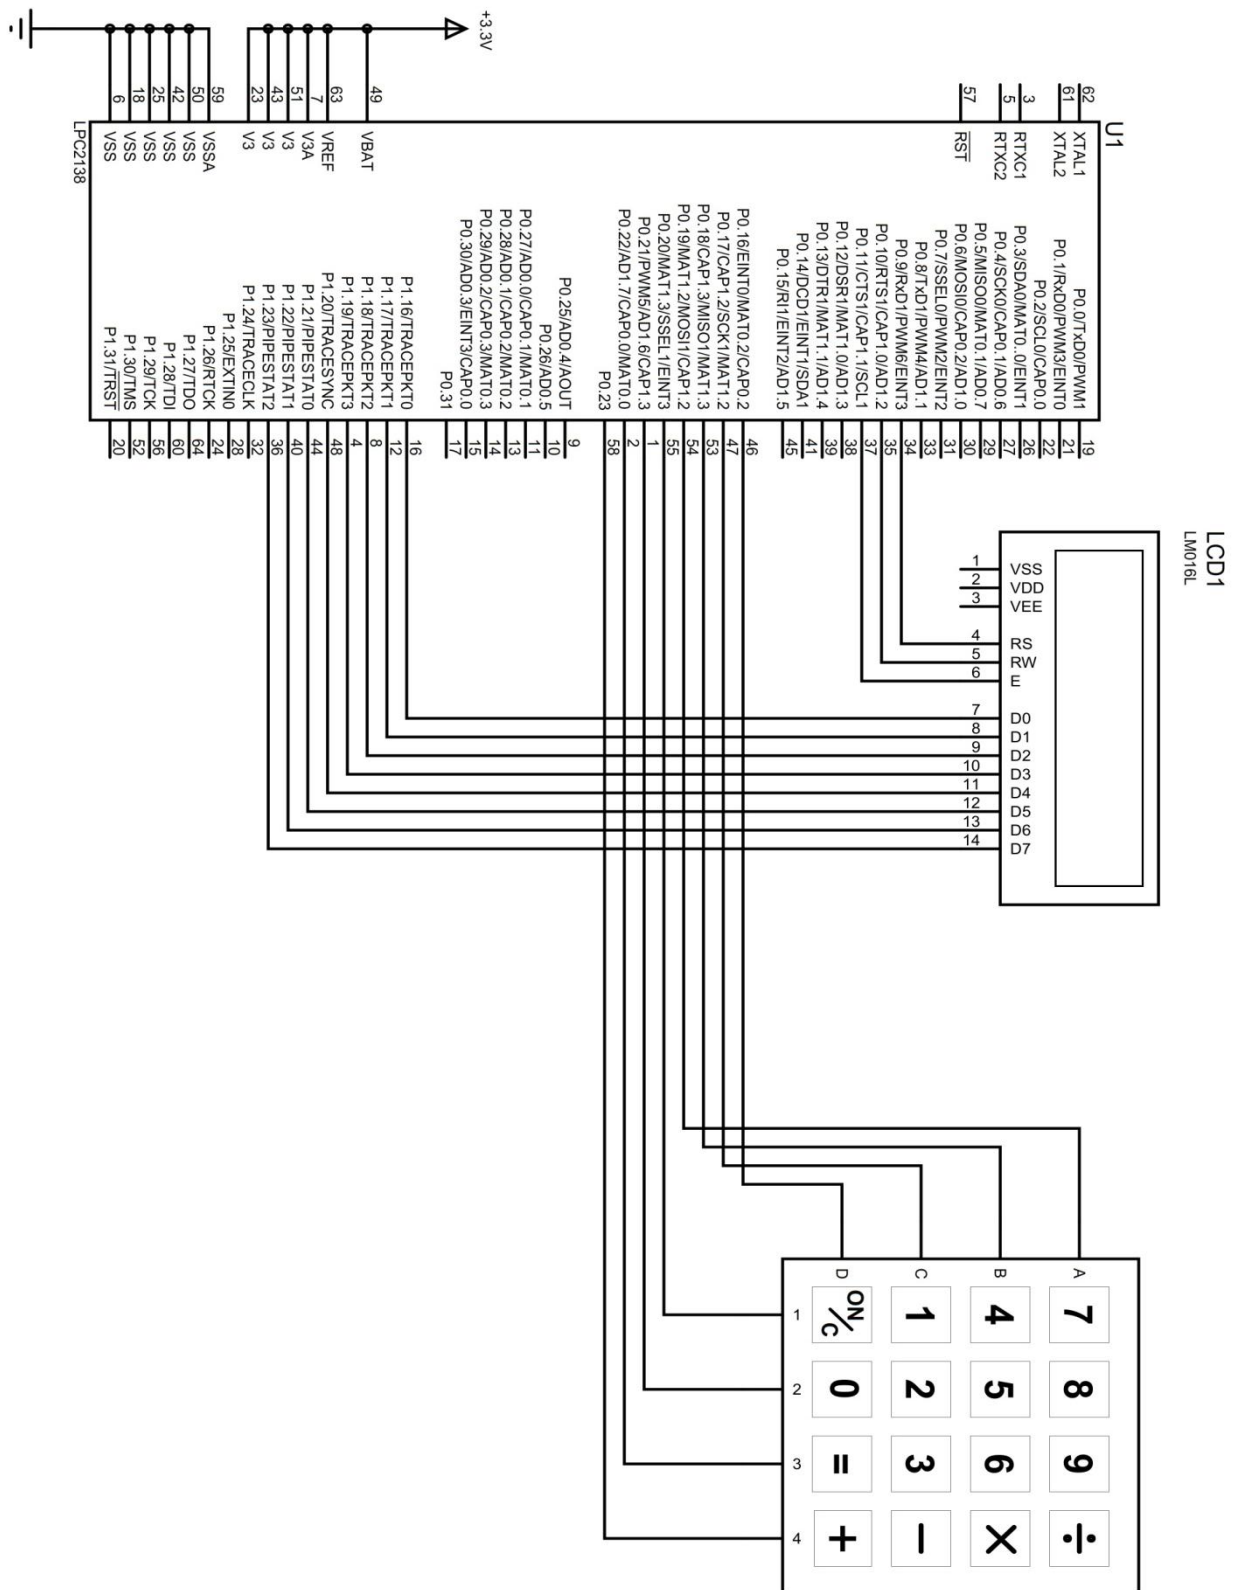 U1
62 XTAL1
61 XTAL2
3 RTXC1
5 RTXC2
57 RST
49 VBAT
63 VREF
7 V3A
51 V3
43 V3
23 V3
59 VSSA
50 VSS
42 VSS
25 VSS
18 VSS
6 VSS
LPC2138
+3.3V
P0.0/TxD0/PWM1 19
P0.1/RxD0/PWM3/EINT0 21
P0.2/SCL0/CAP0.0 22
P0.3/SDA0/MAT0..0/EINT1 26
P0.4/SCK0/CAP0.1/AD0.6 27
P0.5/MISO0/MAT0.1/AD0.7 29
P0.6/MOSI0/CAP0.2/AD1.0 30
P0.7/SSEL0/PWM2/EINT2 31
P0.8/TxD1/PWM4/AD1.1 33
P0.9/RxD1/PWM6/EINT3 34
P0.10/RTS1/CAP1.0/AD1.2 35
P0.11/CTS1/CAP1.1/SCL1 37
P0.12/DSR1/MAT1.0/AD1.3 38
P0.13/DTR1/MAT1.1/AD1.4 39
P0.14/DCD1/EINT1/SDA1 41
P0.15/RI1/EINT2/AD1.5 45
P0.16/EINT0/MAT0.2/CAP0.2 46
P0.17/CAP1.2/SCK1/MAT1.2 47
P0.18/CAP1.3/MISO1/MAT1.3 53
P0.19/MAT1.2/MOSI1/CAP1.2 54
P0.20/MAT1.3/SSEL1/EINT3 55
P0.21/PWM5/AD1.6/CAP1.3 1
P0.22/AD1.7/CAP0.0/MAT0.0 2
P0.23 58
P0.25/AD0.4/AOUT 9
P0.26/AD0.5 10
P0.27/AD0.0/CAP0.1/MAT0.1 11
P0.28/AD0.1/CAP0.2/MAT0.2 13
P0.29/AD0.2/CAP0.3/MAT0.3 14
P0.30/AD0.3/EINT3/CAP0.0 15
P0.31 17
P1.16/TRACEPKT0 16
P1.17/TRACEPKT1 12
P1.18/TRACEPKT2 8
P1.19/TRACEPKT3 4
P1.20/TRACESYNC 48
P1.21/PIPESTAT0 44
P1.22/PIPESTAT1 40
P1.23/PIPESTAT2 36
P1.24/TRACECLK 32
P1.25/EXTIN0 28
P1.26/RTCK 24
P1.27/TDO 64
P1.28/TDI 60
P1.29/TCK 56
P1.30/TMS 52
P1.31/TRST 20
LCD1
LM016L
1 VSS
2 VDD
3 VEE
4 RS
5 RW
6 E
7 D0
8 D1
9 D2
10 D3
11 D4
12 D5
13 D6
14 D7
A 7 8 9 ÷
B 4 5 6 ×
C 1 2 3 −
D ON/C 0 = +
1 2 3 4